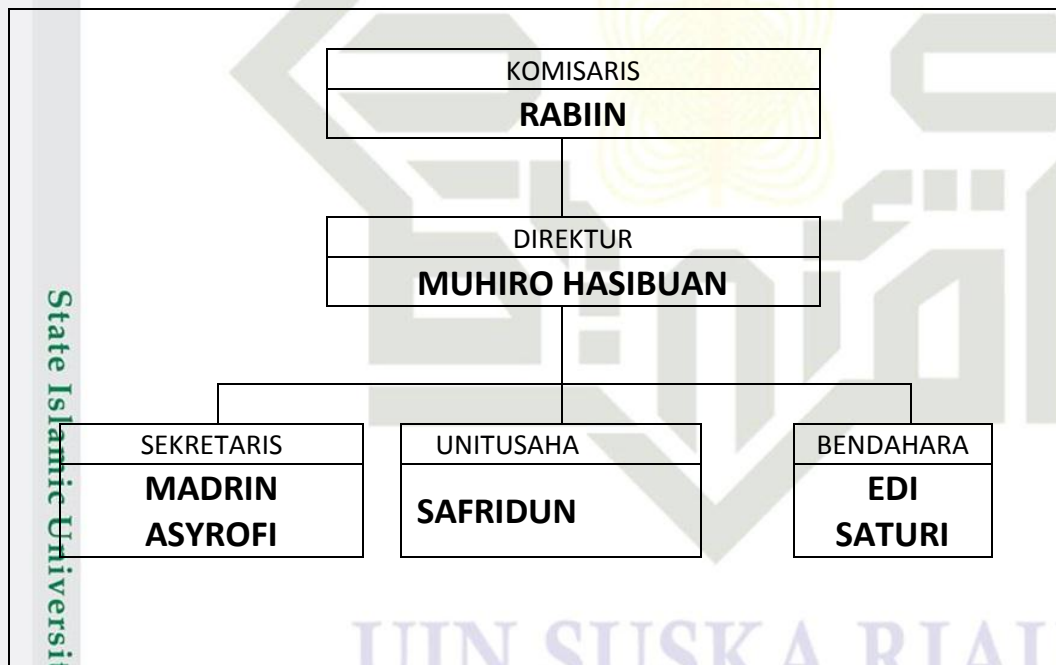 KOMISARIS
RABIIN
DIREKTUR
MUHIRO HASIBUAN
SEKRETARIS
MADRIN
ASYROFI
UNITUSAHA
SAFRIDUN
BENDAHARA
EDI
SATURI
State Islamic Universit
UIN SUSKA RIAU